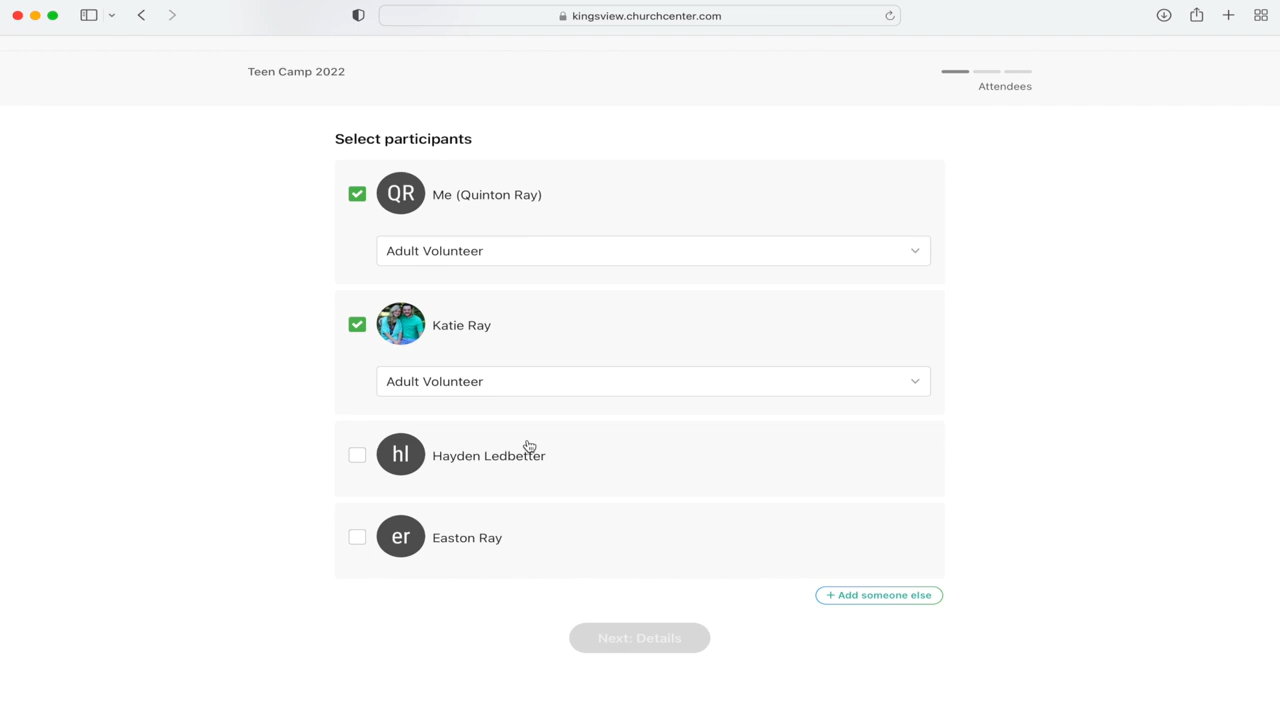 kingsview.churchcenter.com
Teen Camp 2022
Attendees
Select participants
QR
Me (Quinton Ray)
Adult Volunteer
Katie Ray
Adult Volunteer
hl
Hayden Ledbetter
er
Easton Ray
+ Add someone else
Next: Details